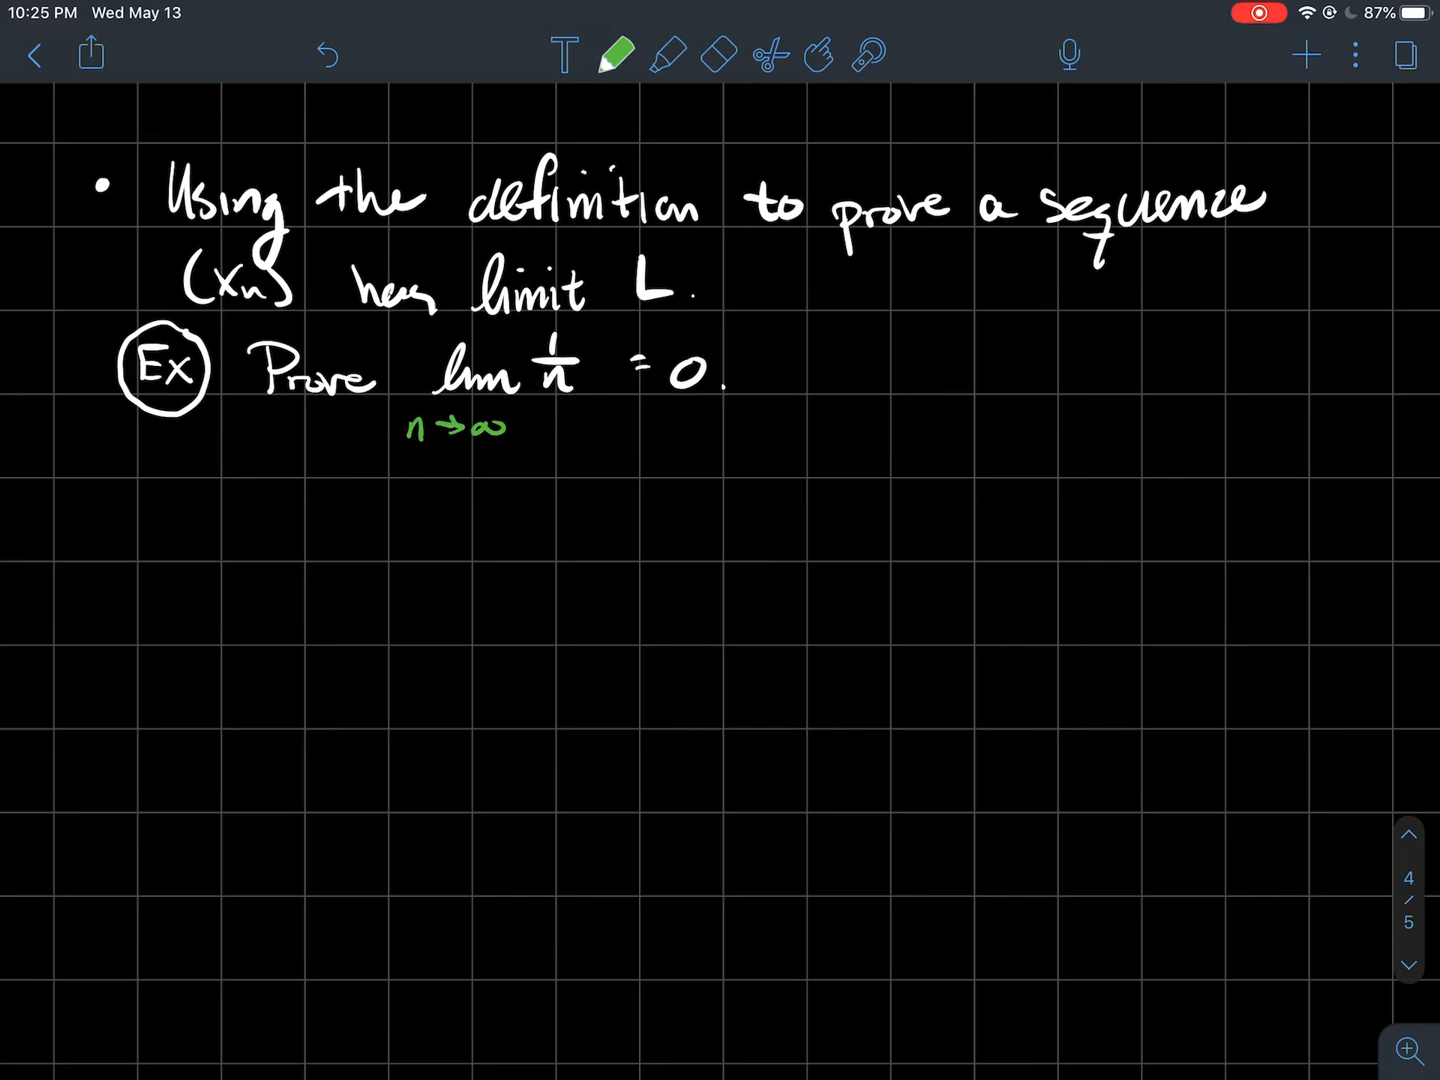 10:25 PM Wed May 13 87%
• Using the definition to prove a sequence
(xn) has limit L.
Ex Prove lim 1/n = 0.
n→∞
4
/
5